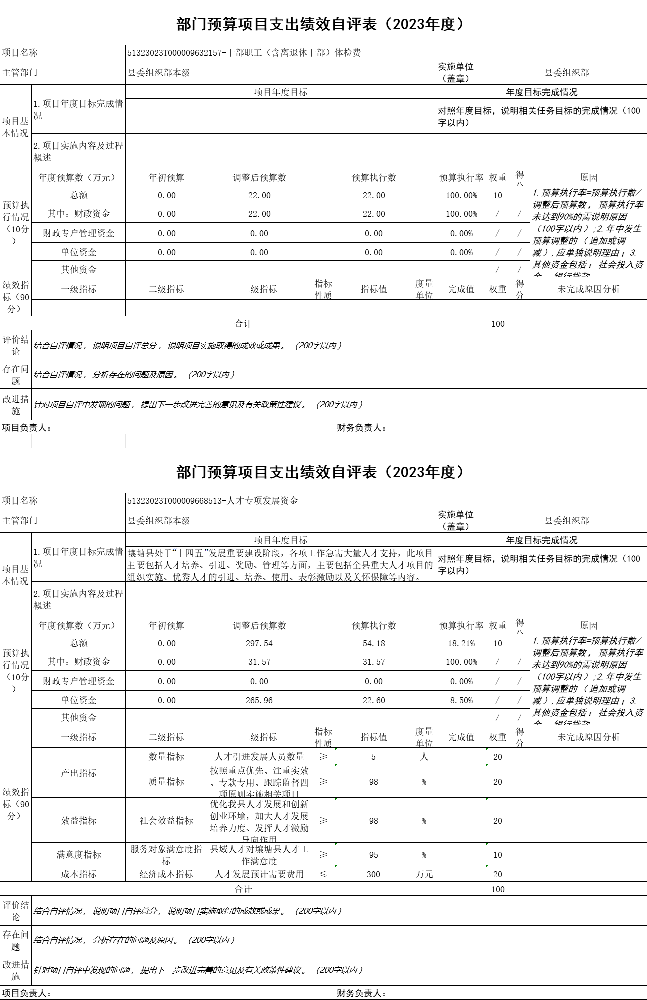 部门预算项目支出绩效自评表（2023年度）
项目名称 51323023T000009632157-干部职工（含离退休干部）体检费
主管部门 县委组织部本级 实施单位（盖章） 县委组织部
项目基本情况 1.项目年度目标完成情况 项目年度目标 年度目标完成情况
对照年度目标，说明相关任务目标的完成情况（100字以内）
2.项目实施内容及过程概述
预算执行情况（10分） 年度预算数（万元） 年初预算 调整后预算数 预算执行数 预算执行率 权重 得分 原因
总额 0.00 22.00 22.00 100.00% 10
其中：财政资金 0.00 22.00 22.00 100.00% / /
财政专户管理资金 0.00 0.00 0.00 0.00% / /
单位资金 0.00 0.00 0.00 0.00% / /
其他资金 / /
1.预算执行率=预算执行数/
调整后预算数，预算执行率
未达到90%的需说明原因
（100字以内）;2.年中发生
预算调整的（追加或调
减）,应单独说明理由；3.
其他资金包括：社会投入资
金、银行贷款
绩效指标（90分） 一级指标 二级指标 三级指标 指标性质 指标值 度量单位 完成值 权重 得分 未完成原因分析
合计 100
评价结论 结合自评情况，说明项目自评总分，说明项目实施取得的成效或成果。（200字以内）
存在问题 结合自评情况，分析存在的问题及原因。（200字以内）
改进措施 针对项目自评中发现的问题，提出下一步改进完善的意见及有关政策性建议。（200字以内）
项目负责人： 财务负责人：
部门预算项目支出绩效自评表（2023年度）
项目名称 51323023T000009668513-人才专项发展资金
主管部门 县委组织部本级 实施单位（盖章） 县委组织部
项目基本情况 1.项目年度目标完成情况 项目年度目标 年度目标完成情况
壤塘县处于“十四五”发展重要建设阶段，各项工作急需大量人才支持，此项目
主要包括人才培养、引进、奖励、管理等方面，主要包括全县重大人才项目的
组织实施、优秀人才的引进、培养、使用、表彰激励以及关怀保障等内容。
对照年度目标，说明相关任务目标的完成情况（100字以内）
2.项目实施内容及过程概述
预算执行情况（10分） 年度预算数（万元） 年初预算 调整后预算数 预算执行数 预算执行率 权重 得分 原因
总额 0.00 297.54 54.18 18.21% 10
其中：财政资金 0.00 31.57 31.57 100.00% / /
财政专户管理资金 0.00 0.00 0.00 0.00% / /
单位资金 0.00 265.96 22.60 8.50% / /
其他资金 / /
1.预算执行率=预算执行数/
调整后预算数，预算执行率
未达到90%的需说明原因
（100字以内）;2.年中发生
预算调整的（追加或调
减）,应单独说明理由；3.
其他资金包括：社会投入资
金、银行贷款
绩效指标（90分） 一级指标 二级指标 三级指标 指标性质 指标值 度量单位 完成值 权重 得分 未完成原因分析
产出指标 数量指标 人才引进发展人员数量 ≥ 5 人 20
质量指标 按照重点优先、注重实效、专款专用、跟踪监督四项原则实施相关项目 ≥ 98 % 20
效益指标 社会效益指标 优化我县人才发展和创新创业环境，加大人才发展培养力度、发挥人才激励导向作用 ≥ 98 % 20
满意度指标 服务对象满意度指标 县域人才对壤塘县人才工作满意度 ≥ 95 % 10
成本指标 经济成本指标 人才发展预计需要费用 ≤ 300 万元 20
合计 100
评价结论 结合自评情况，说明项目自评总分，说明项目实施取得的成效或成果。（200字以内）
存在问题 结合自评情况，分析存在的问题及原因。（200字以内）
改进措施 针对项目自评中发现的问题，提出下一步改进完善的意见及有关政策性建议。（200字以内）
项目负责人： 财务负责人：